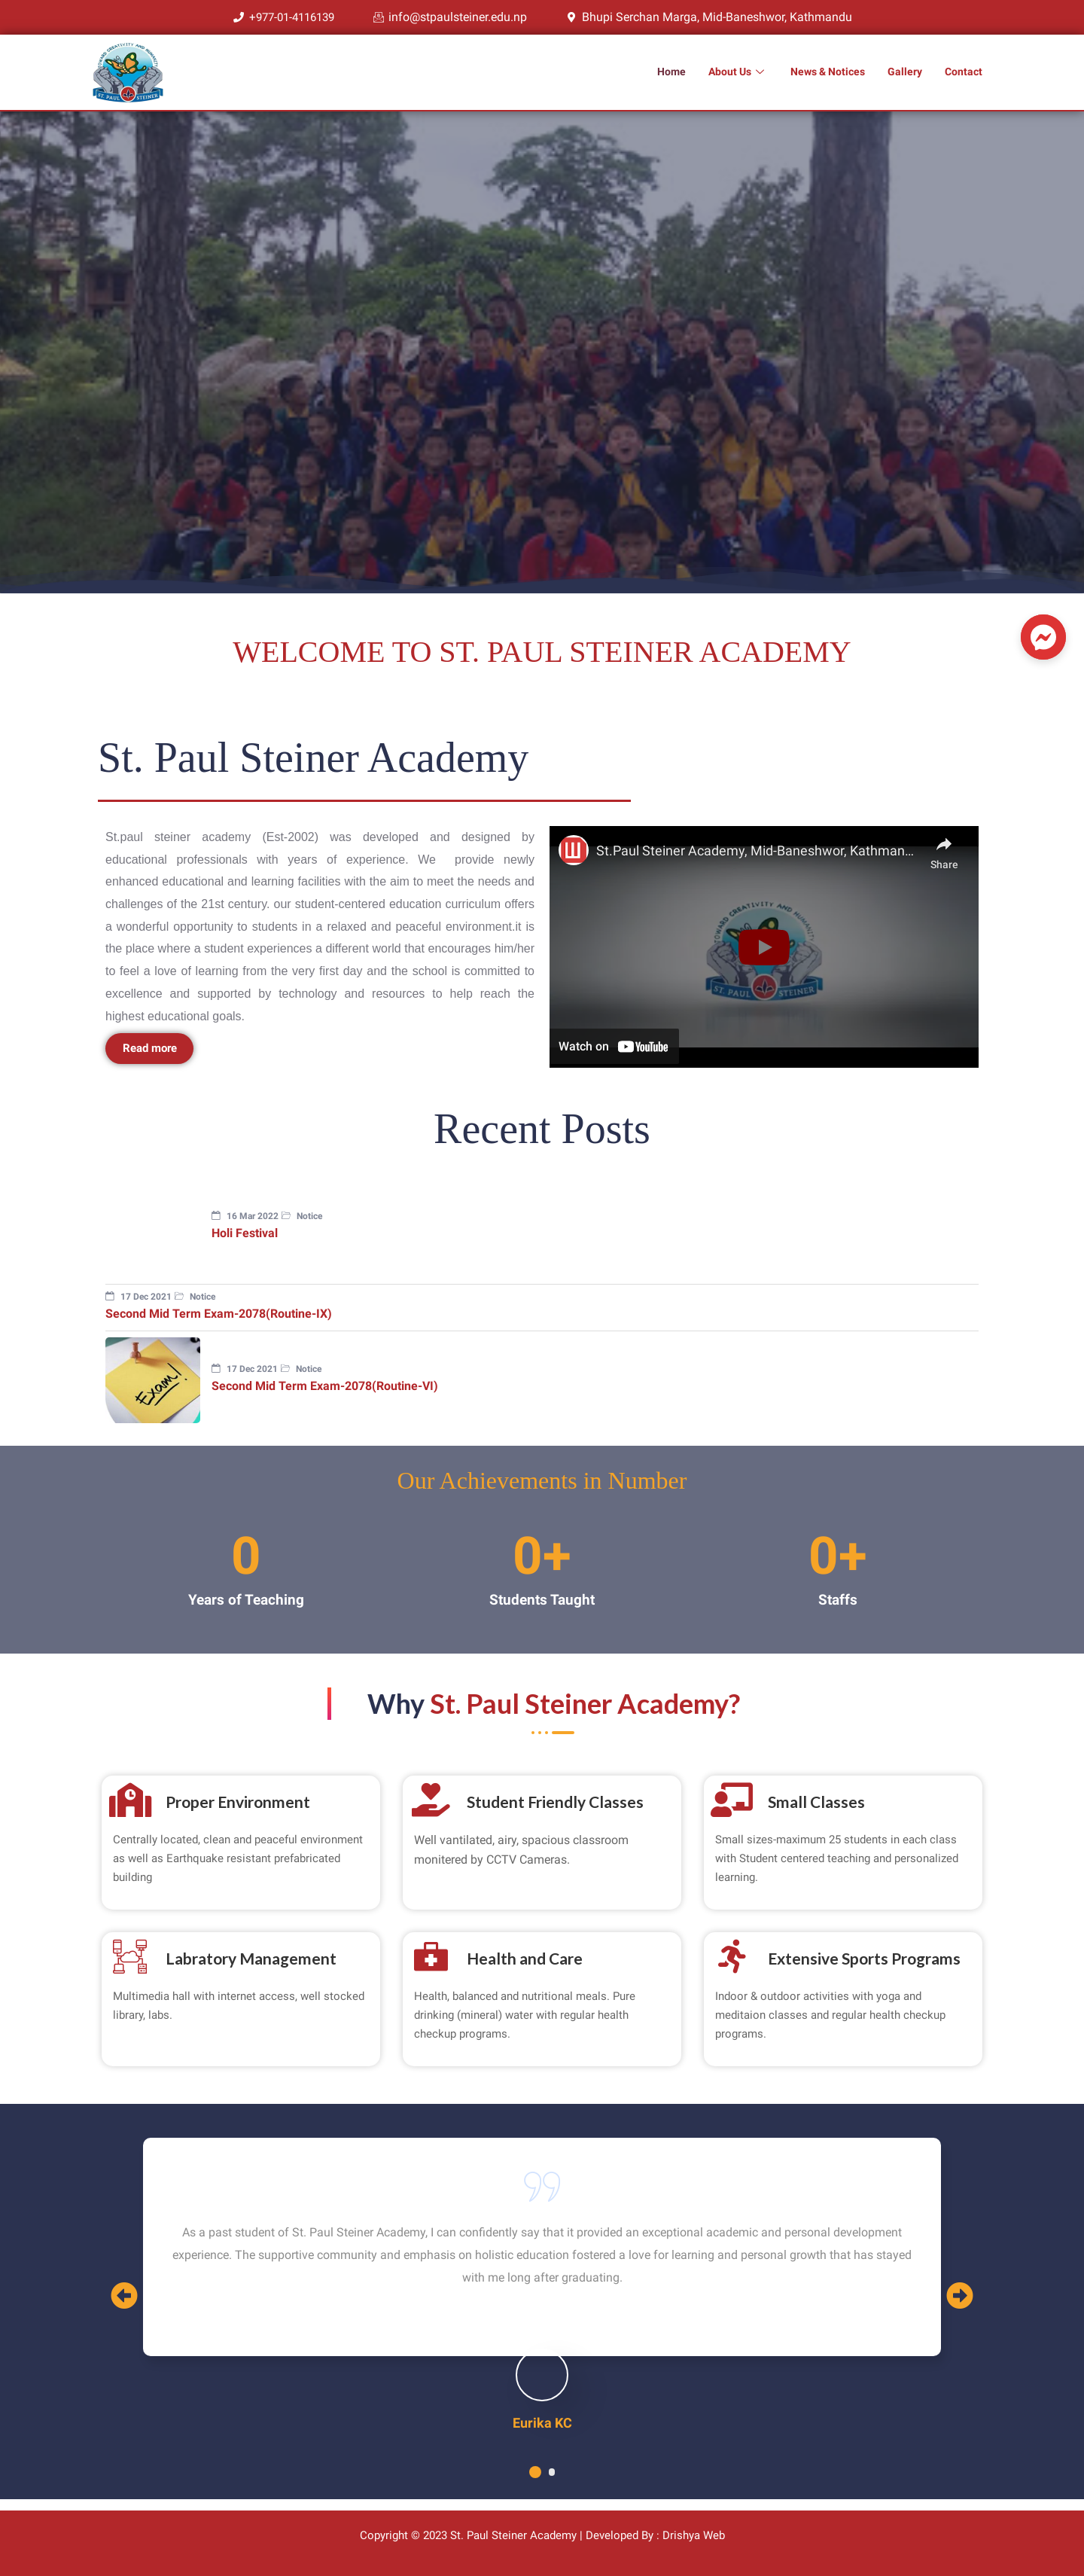 +977-01-4116139 info@stpaulsteiner.edu.np Bhupi Serchan Marga, Mid-Baneshwor, Kathmandu
TOWARD CREATIVITY AND HUMANITY
ST. PAUL STEINER
Home About Us News & Notices Gallery Contact
WELCOME TO ST. PAUL STEINER ACADEMY
St. Paul Steiner Academy
St.paul steiner academy (Est-2002) was developed and designed by
educational professionals with years of experience. We provide newly
enhanced educational and learning facilities with the aim to meet the needs and
challenges of the 21st century. our student-centered education curriculum offers
a wonderful opportunity to students in a relaxed and peaceful environment.it is
the place where a student experiences a different world that encourages him/her
to feel a love of learning from the very first day and the school is committed to
excellence and supported by technology and resources to help reach the
highest educational goals.
Read more
St.Paul Steiner Academy, Mid-Baneshwor, Kathman...
Share
TOWARD CREATIVITY AND HUMANITY
ST. PAUL STEINER
Watch on YouTube
Recent Posts
16 Mar 2022 Notice
Holi Festival
17 Dec 2021 Notice
Second Mid Term Exam-2078(Routine-IX)
Exam!
17 Dec 2021 Notice
Second Mid Term Exam-2078(Routine-VI)
Our Achievements in Number
0 0+ 0+
Years of Teaching Students Taught Staffs
Why St. Paul Steiner Academy?
Proper Environment
Centrally located, clean and peaceful environment
as well as Earthquake resistant prefabricated
building
Student Friendly Classes
Well vantilated, airy, spacious classroom
monitered by CCTV Cameras.
Small Classes
Small sizes-maximum 25 students in each class
with Student centered teaching and personalized
learning.
Labratory Management
Multimedia hall with internet access, well stocked
library, labs.
Health and Care
Health, balanced and nutritional meals. Pure
drinking (mineral) water with regular health
checkup programs.
Extensive Sports Programs
Indoor & outdoor activities with yoga and
meditaion classes and regular health checkup
programs.
As a past student of St. Paul Steiner Academy, I can confidently say that it provided an exceptional academic and personal development
experience. The supportive community and emphasis on holistic education fostered a love for learning and personal growth that has stayed
with me long after graduating.
Eurika KC
Copyright © 2023 St. Paul Steiner Academy | Developed By : Drishya Web